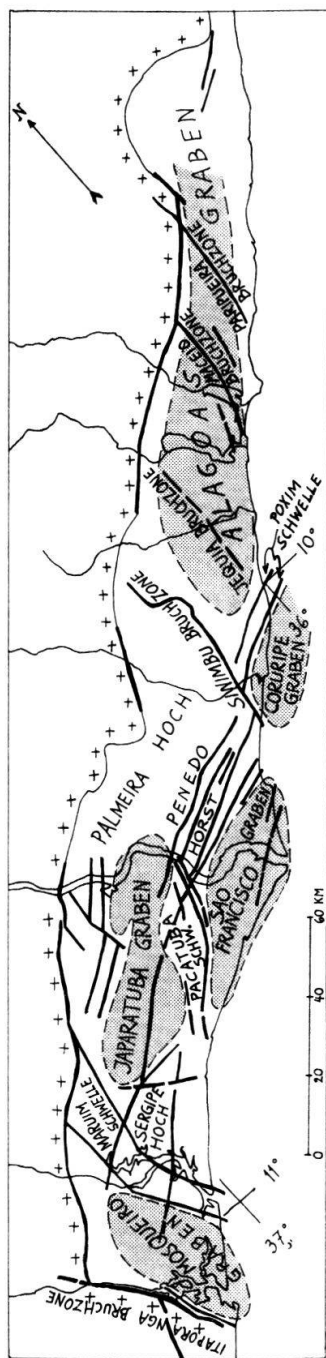 N
ALAGOAS GRABEN
PARIPUEIRA
BRUCHZONE
MACEIO
BRUCHZONE
JEQUIA BRUCHZONE
SINIMBU BRUCHZONE
POXIM
SCHWELLE
10°
36°
CORURIPE
GRABEN
PALMEIRA HOCH
PENEDO
HORST
PACATUBA
SCHW.
SAO
FRANCISCO
GRABEN
JAPARATUBA GRABEN
MARUIM
SCHWELLE
SERGIPE
HOCH
MOSQUEIRO
GRABEN
ITAPORANGA BRUCHZONE
11°
37°
0 20 40 60 KM